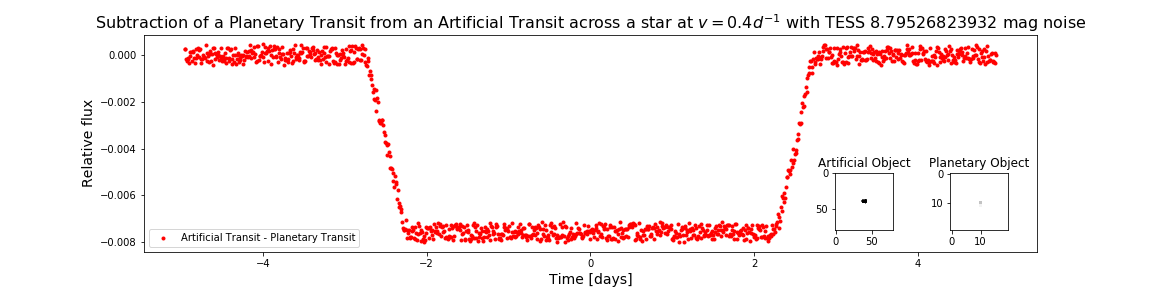 Subtraction of a Planetary Transit from an Artificial Transit across a star at v = 0.4d⁻¹ with TESS 8.79526823932 mag noise
Relative flux
0.000
−0.002
−0.004
−0.006
−0.008
Artificial Transit - Planetary Transit
Artificial Object
0
50
0 50
Planetary Object
0
10
0 10
−4 −2 0 2 4
Time [days]